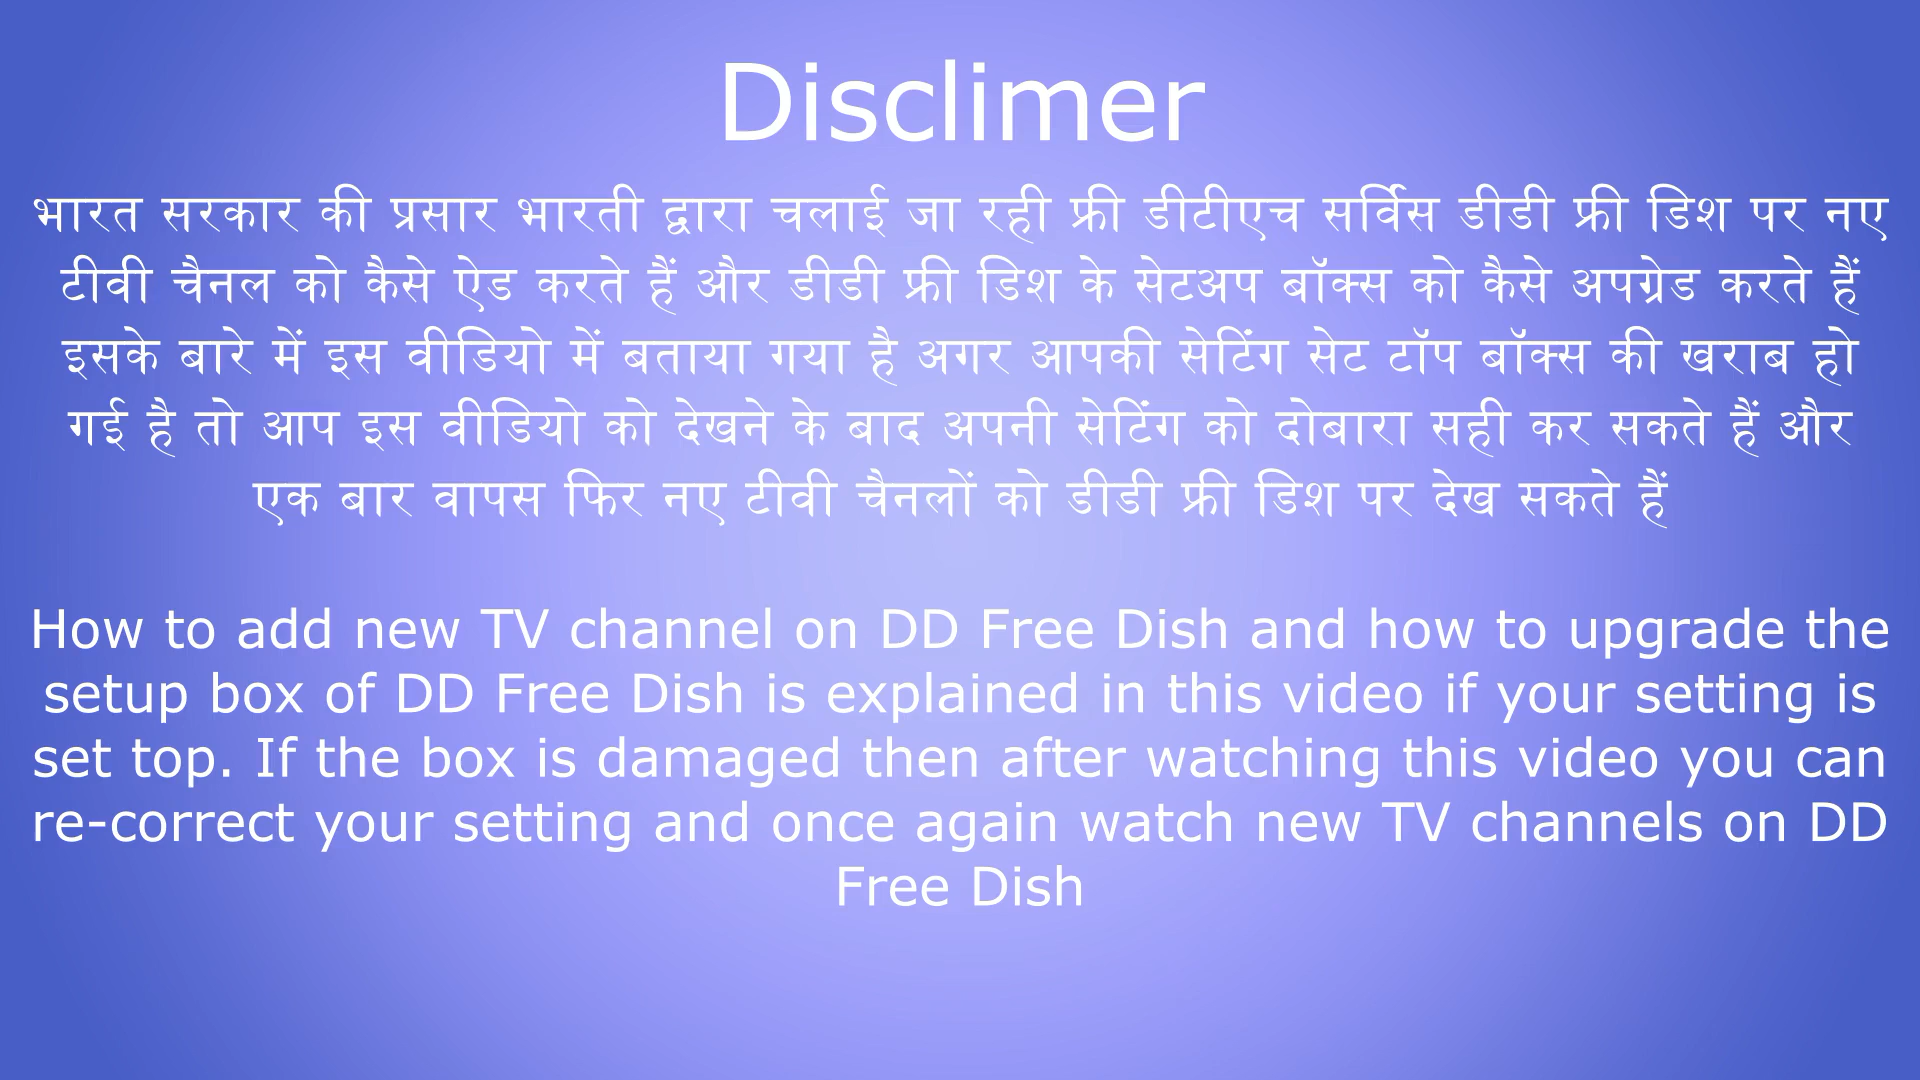 Disclimer
भारत सरकार की प्रसार भारती द्वारा चलाई जा रही फ्री डीटीएच सर्विस डीडी फ्री डिश पर नए
टीवी चैनल को कैसे ऐड करते हैं और डीडी फ्री डिश के सेटअप बॉक्स को कैसे अपग्रेड करते हैं
इसके बारे में इस वीडियो में बताया गया है अगर आपकी सेटिंग सेट टॉप बॉक्स की खराब हो
गई है तो आप इस वीडियो को देखने के बाद अपनी सेटिंग को दोबारा सही कर सकते हैं और
एक बार वापस फिर नए टीवी चैनलों को डीडी फ्री डिश पर देख सकते हैं
How to add new TV channel on DD Free Dish and how to upgrade the
setup box of DD Free Dish is explained in this video if your setting is
set top. If the box is damaged then after watching this video you can
re-correct your setting and once again watch new TV channels on DD
Free Dish